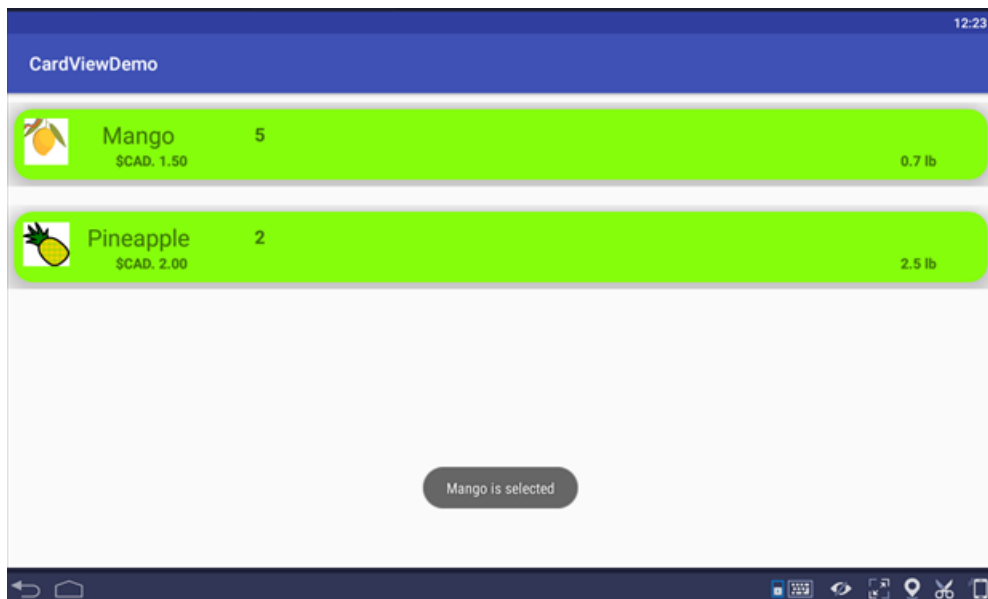 12:23
CardViewDemo
Mango 5
$CAD. 1.50 0.7 lb
Pineapple 2
$CAD. 2.00 2.5 lb
Mango is selected